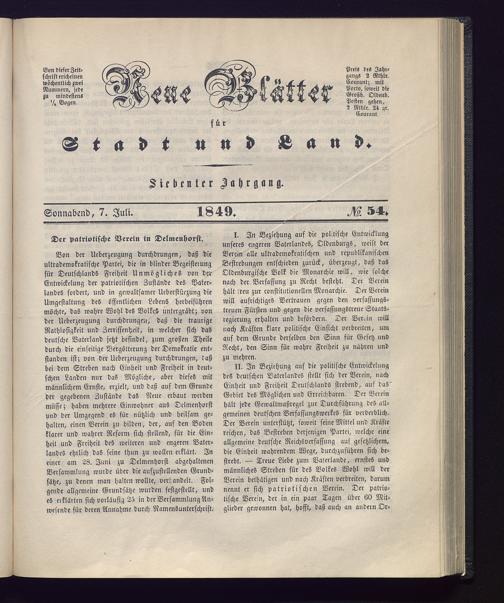 Von dieser Zeit-
schrift erscheinen
wöchentlich zwei
Nummern, jede
zu mindestens
½ Bogen.
Neue Blätter
Preis des Jahr-
gangs 2 Rthlr.
Courant; mit
Porto, soweit die
Großh. Oldenb.
Posten gehen,
2 Rthlr. 24 gr.
Courant
für
Stadt und Land.
Siebenter Jahrgang.
Sonnabend, 7. Juli. 1849. № 54.
Der patriotische Verein in Delmenhorst.
Von der Ueberzeugung durchdrungen, daß die
ultrademokratische Partei, die in blinder Begeisterung
für Deutschlands Freiheit Unmögliches von der
Entwickelung der patriotischen Zustände des Vater-
landes fordert, und in gewaltsamer Ueberstürzung die
Umgestaltung des öffentlichen Lebens herbeiführen
möchte, das wahre Wohl des Volkes untergräbt; von
der Ueberzeugung durchdrungen, daß die traurige
Rathlosigkeit und Zerrissenheit, in welcher sich das
deutsche Vaterland jetzt befindet, zum großen Theile
durch die einseitige Vergötterung der Demokratie ent-
standen ist; von der Ueberzeugung durchdrungen, daß
bei dem Streben nach Einheit und Freiheit in deut-
schen Landen nur das Mögliche, aber dieses mit
männlichem Ernste, erzielt, und daß auf dem Grunde
der gegebenen Zustände das Neue erbaut werden
müsse; haben mehrere Einwohner aus Delmenhorst
und der Umgegend es für nützlich und heilsam ge-
halten, einen Verein zu bilden, der, auf den Boden
klarer und wahrer Reform sich stellend, für die Ein-
heit und Freiheit des weiteren und engeren Vater-
landes ehrlich das seine thun zu wollen erklärt. In
einer am 28. Juni zu Delmenhorst abgehaltenen
Versammlung wurde über die aufzustellenden Grund-
sätze, zu denen man halten wolle, verhandelt. Fol-
gende allgemeine Grundsätze wurden festgestellt, und
es erklärten sich vorläufig 25 in der Versammlung An-
wesende für deren Annahme durch Namensunterschrift.
I. In Beziehung auf die politische Entwicklung
unseres engeren Vaterlandes, Oldenburgs, weist der
Verein alle ultrademokratischen und republikanischen
Bestrebungen entschieden zurück, überzeugt, daß das
Oldenburgische Volk die Monarchie will, wie solche
nach der Verfassung zu Recht besteht. Der Verein
hält treu zur constitutionellen Monarchie. Der Verein
will aufrichtiges Vertrauen gegen den verfassungs-
treuen Fürsten und gegen die verfassungstreue Staats-
regierung erhalten und befördern. Der Verein will
nach Kräften klare politische Einsicht verbreiten, um
auf dem Grunde derselben den Sinn für Gesetz und
Recht, den Sinn für wahre Freiheit zu nähren und
zu mehren.
II. In Beziehung auf die politische Entwickelung
des deutschen Vaterlandes stellt sich der Verein, nach
Einheit und Freiheit Deutschlands strebend, auf das
Gebiet des Möglichen und Erreichbaren. Der Verein
hält jede Gewaltmaßregel zur Durchführung des all-
gemeinen deutschen Verfassungswerkes für verderblich.
Der Verein unterstützt, soweit seine Mittel und Kräfte
reichen, das Bestreben derjenigen Partei, welche eine
allgemeine deutsche Reichsverfassung auf gesetzlichem,
die Einheit wahrendem Wege, durchzuführen sich be-
strebt. — Treue Liebe zum Vaterlande, ernstes und
männliches Streben für des Volkes Wohl will der
Verein bethätigen und nach Kräften verbreiten, darum
nennt er sich patriotischen Verein. Der patrio-
tische Verein, der in ein paar Tagen über 60 Mit-
glieder gewonnen hat, hofft, daß auch an andern Or-